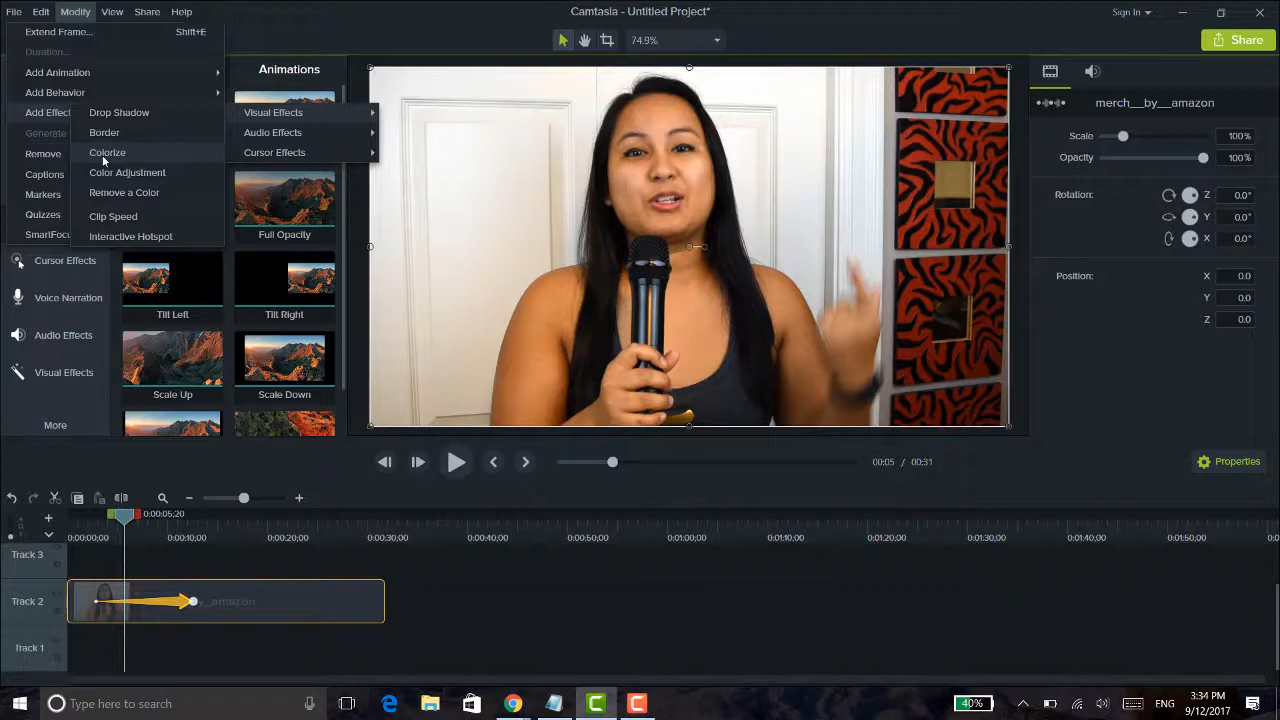 File Edit Modify View Share Help
Camtasia - Untitled Project*
Sign In
Extend Frame... Shift+E
Duration...
Add Animation
Add Behavior
Add Effect
Generate
Remove
Captions
Markers
Quizzes
SmartFocu
Drop Shadow
Border
Colorize
Color Adjustment
Remove a Color
Clip Speed
Interactive Hotspot
Visual Effects
Audio Effects
Cursor Effects
Cursor Effects
Voice Narration
Audio Effects
Visual Effects
More
Animations
Full Opacity
Tilt Left Tilt Right
Scale Up Scale Down
74.9%
Share
merch__by__amazon
Scale 100%
Opacity 100%
Rotation: Z 0.0°
Y 0.0°
X 0.0°
Position: X 0.0
Y 0.0
Z 0.0
00:05 / 00:31
Properties
0:00:05;20
0:00:00;00 0:00:10;00 0:00:20;00 0:00:30;00 0:00:40;00 0:00:50;00 0:01:00;00 0:01:10;00 0:01:20;00 0:01:30;00 0:01:40;00 0:01:50;00
Track 3
Track 2
y__amazon
Track 1
Type here to search
40%
ENG
3:34 PM
9/12/2017